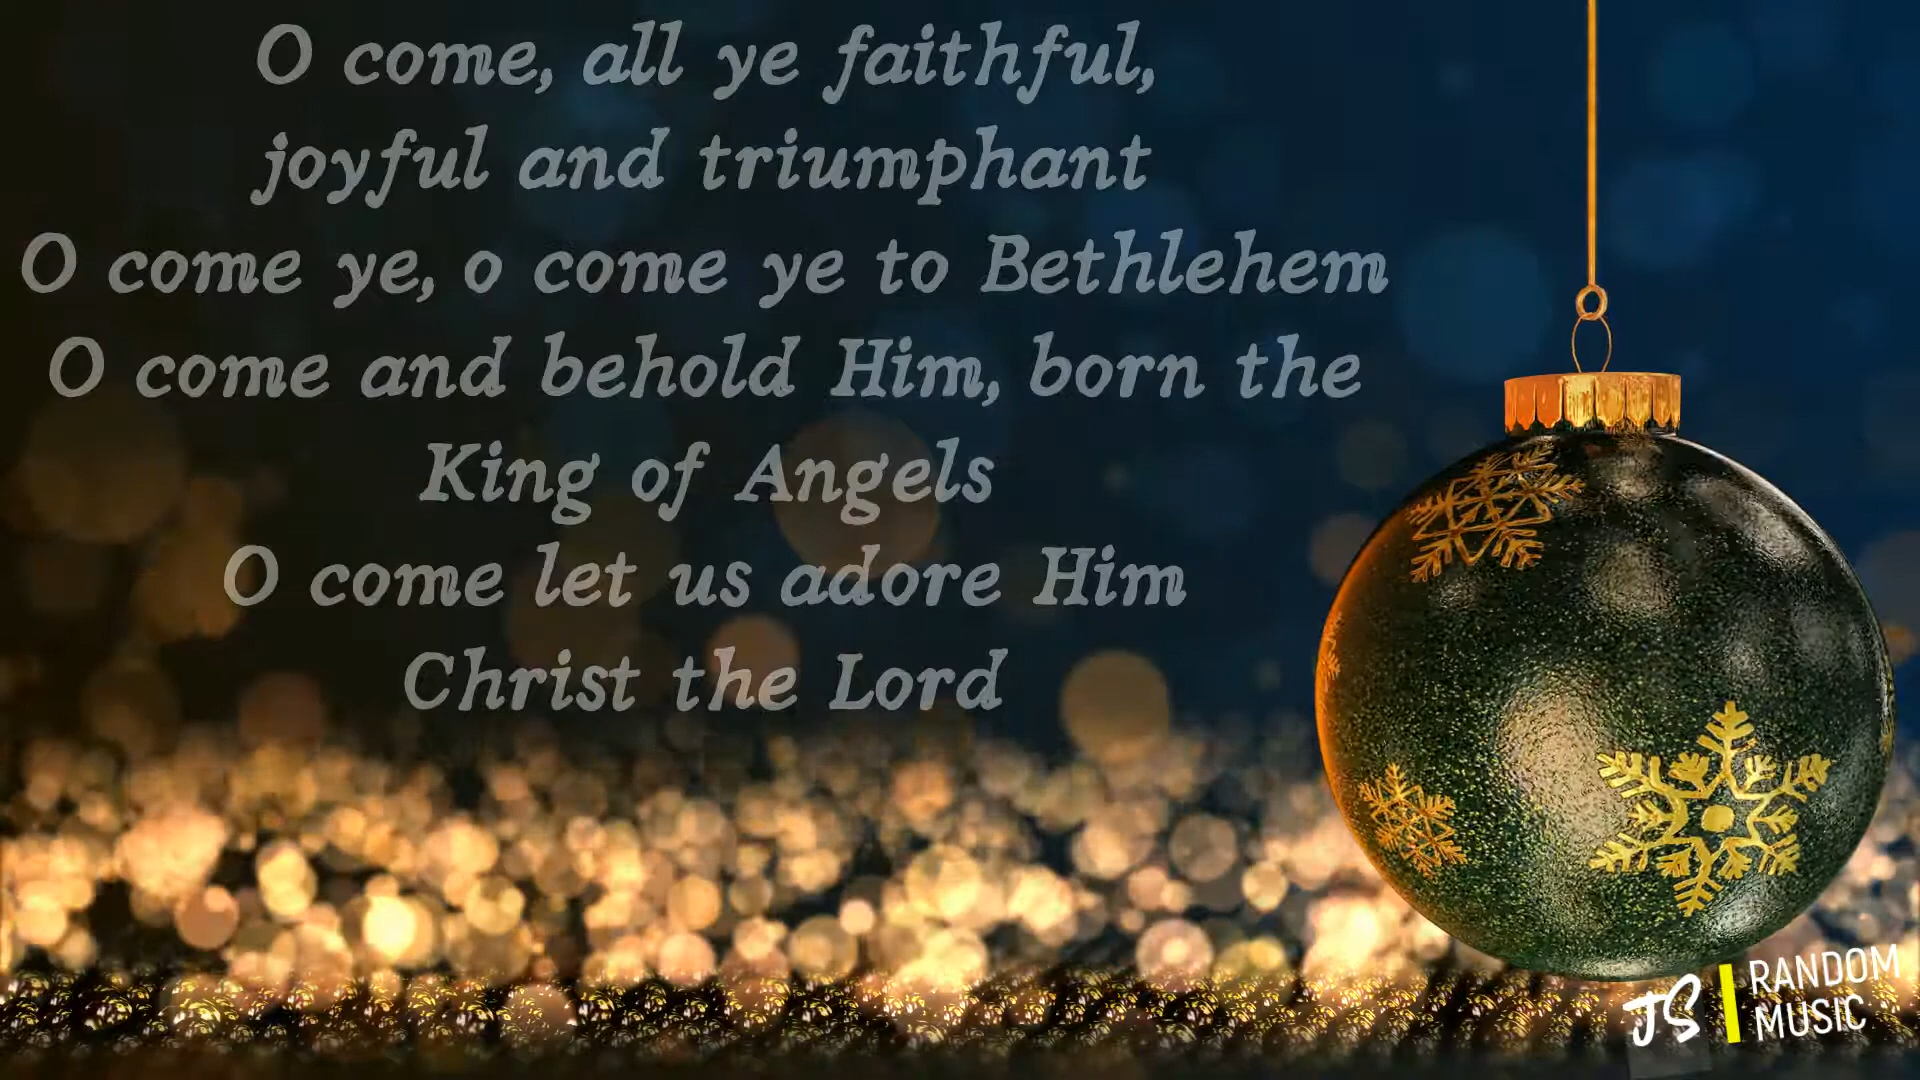 O come, all ye faithful,
joyful and triumphant
O come ye, o come ye to Bethlehem
O come and behold Him, born the
King of Angels
O come let us adore Him
Christ the Lord
JS RANDOM
MUSIC